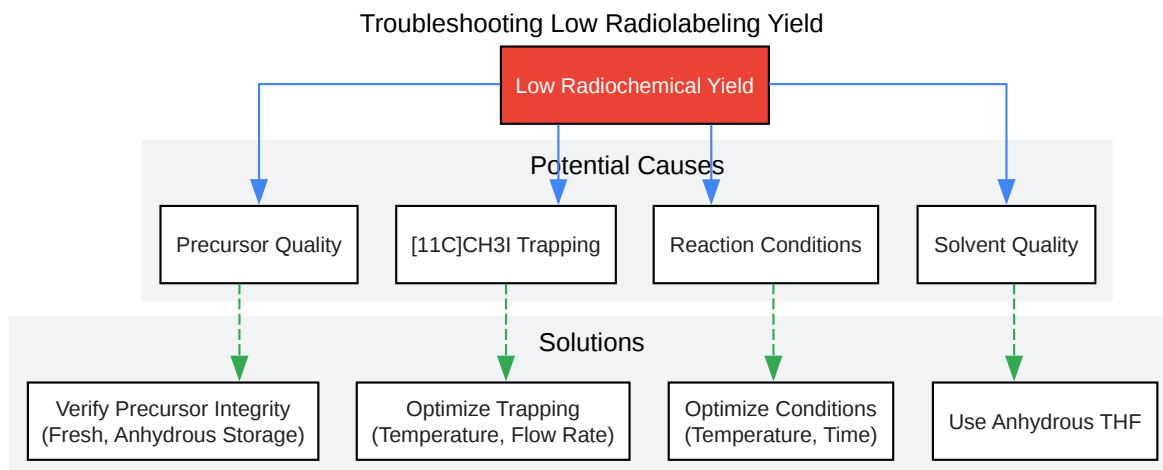 Troubleshooting Low Radiolabeling Yield
Low Radiochemical Yield
Potential Causes
Precursor Quality
[11C]CH3I Trapping
Reaction Conditions
Solvent Quality
Solutions
Verify Precursor Integrity
(Fresh, Anhydrous Storage)
Optimize Trapping
(Temperature, Flow Rate)
Optimize Conditions
(Temperature, Time)
Use Anhydrous THF